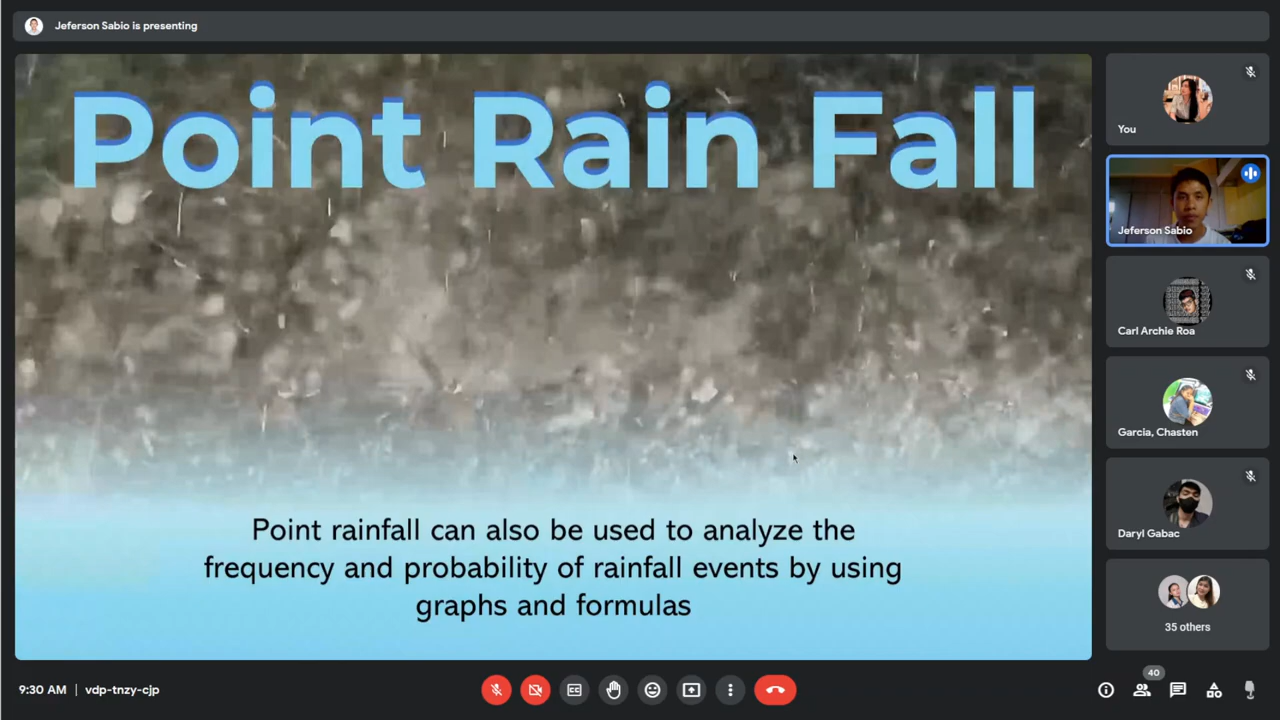 Jeferson Sabio is presenting
Point Rain Fall
Point rainfall can also be used to analyze the
frequency and probability of rainfall events by using
graphs and formulas
You
Jeferson Sabio
Carl Archie Roa
Garcia, Chasten
Daryl Gabac
35 others
9:30 AM | vdp-tnzy-cjp
CC
40